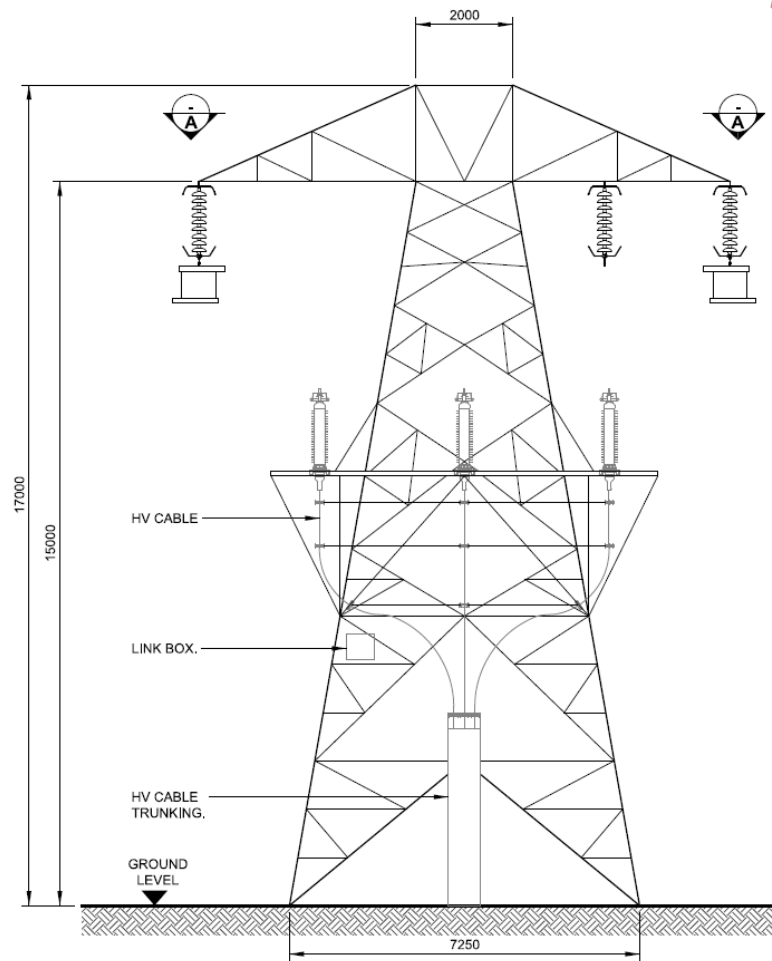 2000
-
A
-
A
17000
15000
HV CABLE
LINK BOX.
HV CABLE
TRUNKING.
GROUND
LEVEL
7250